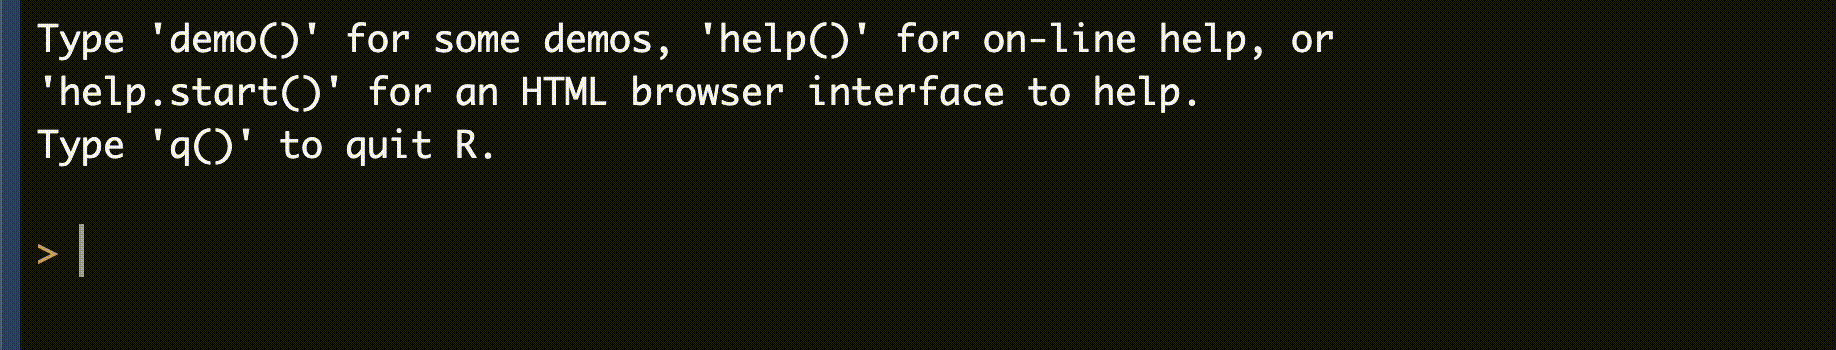 Type 'demo()' for some demos, 'help()' for on-line help, or
'help.start()' for an HTML browser interface to help.
Type 'q()' to quit R.
>